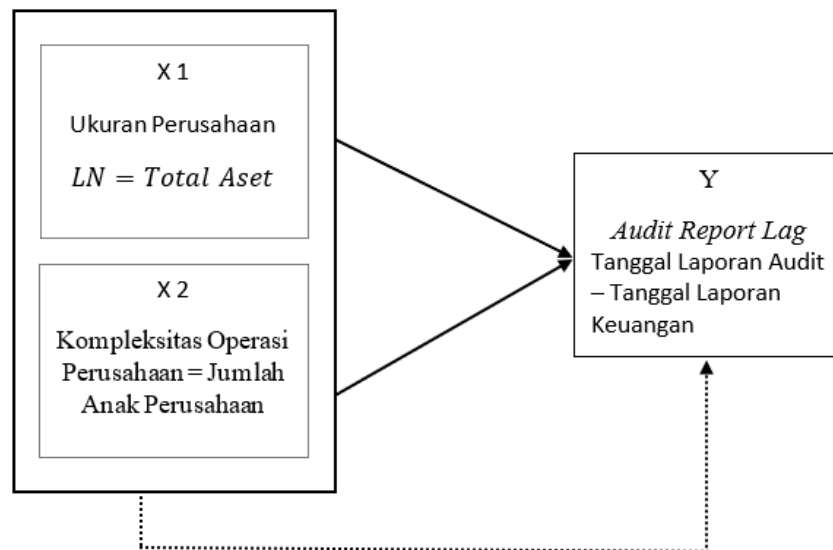 X 1
Ukuran Perusahaan
LN = Total Aset
X 2
Kompleksitas Operasi
Perusahaan = Jumlah
Anak Perusahaan
Y
Audit Report Lag
Tanggal Laporan Audit
– Tanggal Laporan
Keuangan